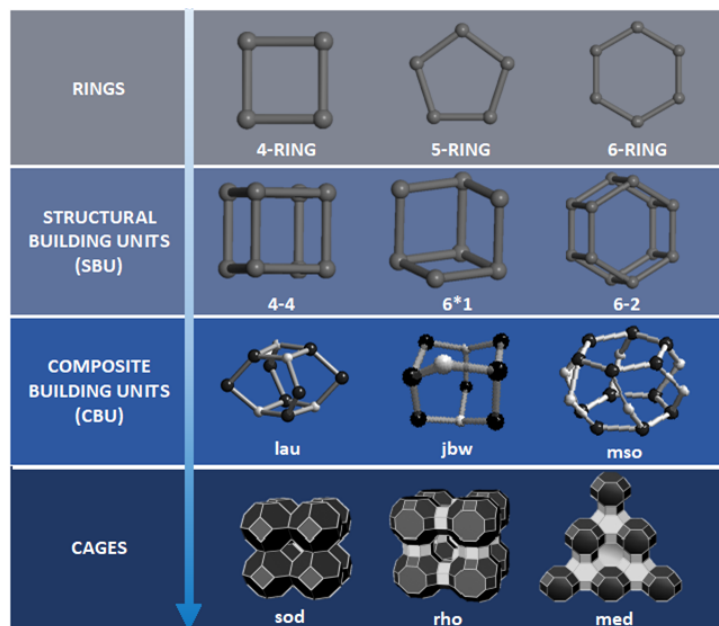 RINGS
4-RING
5-RING
6-RING
STRUCTURAL
BUILDING UNITS
(SBU)
4-4
6*1
6-2
COMPOSITE
BUILDING UNITS
(CBU)
lau
jbw
mso
CAGES
sod
rho
med